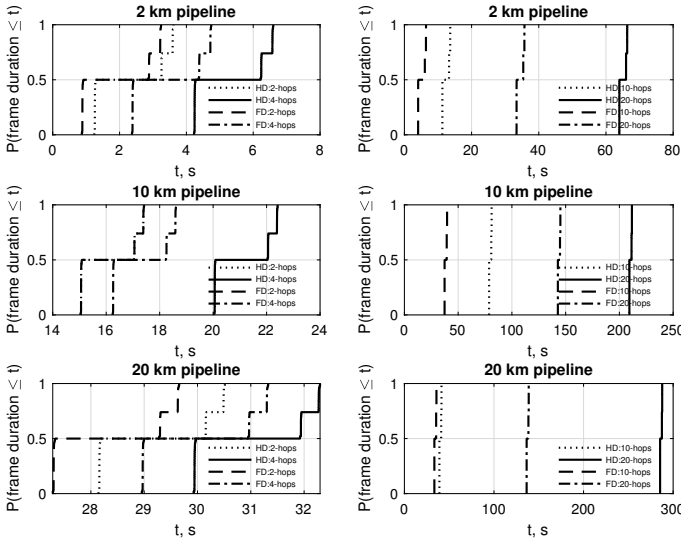 2 km pipeline
P(frame duration ≤ t)
1
0.5
0
HD:2-hops
HD:4-hops
FD:2-hops
FD:4-hops
0 2 4 6 8
t, s
2 km pipeline
P(frame duration ≤ t)
1
0.5
0
HD:10-hops
HD:20-hops
FD:10-hops
FD:20-hops
0 20 40 60 80
t, s
10 km pipeline
P(frame duration ≤ t)
1
0.5
0
HD:2-hops
HD:4-hops
FD:2-hops
FD:4-hops
14 16 18 20 22 24
t, s
10 km pipeline
P(frame duration ≤ t)
1
0.5
0
HD:10-hops
HD:20-hops
FD:10-hops
FD:20-hops
0 50 100 150 200 250
t, s
20 km pipeline
P(frame duration ≤ t)
1
0.5
0
HD:2-hops
HD:4-hops
FD:2-hops
FD:4-hops
28 29 30 31 32
t, s
20 km pipeline
P(frame duration ≤ t)
1
0.5
0
HD:10-hops
HD:20-hops
FD:10-hops
FD:20-hops
0 100 200 300
t, s